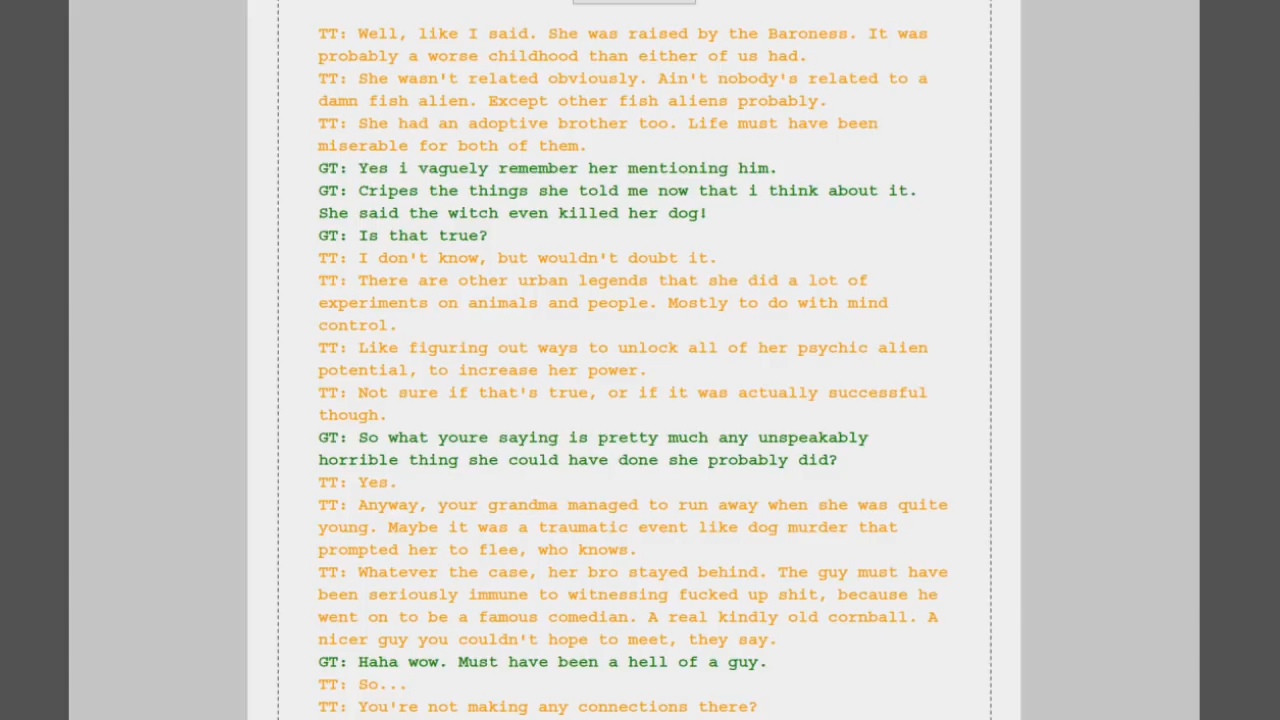 TT: Well, like I said. She was raised by the Baroness. It was
probably a worse childhood than either of us had.
TT: She wasn't related obviously. Ain't nobody's related to a
damn fish alien. Except other fish aliens probably.
TT: She had an adoptive brother too. Life must have been
miserable for both of them.
GT: Yes i vaguely remember her mentioning him.
GT: Cripes the things she told me now that i think about it.
She said the witch even killed her dog!
GT: Is that true?
TT: I don't know, but wouldn't doubt it.
TT: There are other urban legends that she did a lot of
experiments on animals and people. Mostly to do with mind
control.
TT: Like figuring out ways to unlock all of her psychic alien
potential, to increase her power.
TT: Not sure if that's true, or if it was actually successful
though.
GT: So what youre saying is pretty much any unspeakably
horrible thing she could have done she probably did?
TT: Yes.
TT: Anyway, your grandma managed to run away when she was quite
young. Maybe it was a traumatic event like dog murder that
prompted her to flee, who knows.
TT: Whatever the case, her bro stayed behind. The guy must have
been seriously immune to witnessing fucked up shit, because he
went on to be a famous comedian. A real kindly old cornball. A
nicer guy you couldn't hope to meet, they say.
GT: Haha wow. Must have been a hell of a guy.
TT: So...
TT: You're not making any connections there?